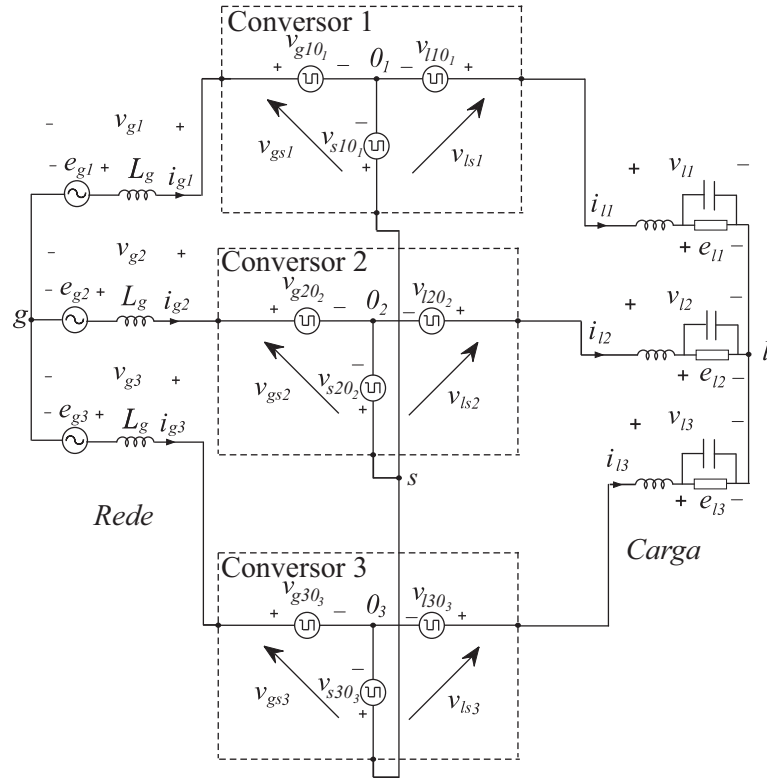 Conversor 1
v_{g10_1} 0_1 v_{l10_1}
+ − − +
− v_{g1} +
v_{gs1} v_{s10_1} v_{ls1}
− +
− e_{g1} + L_g i_{g1}
+ v_{l1} −
i_{l1}
+ e_{l1} −
Conversor 2
− v_{g2} +
v_{g20_2} 0_2 v_{l20_2}
+ − − +
g − e_{g2} + L_g i_{g2}
+ v_{l2} −
i_{l2}
+ e_{l2} −
l
− v_{g3} +
v_{gs2} v_{s20_2} v_{ls2}
− +
− e_{g3} + L_g i_{g3}
+ v_{l3} −
i_{l3}
+ e_{l3} −
s
Rede
Carga
Conversor 3
v_{g30_3} 0_3 v_{l30_3}
+ − − +
v_{gs3} v_{s30_3} v_{ls3}
− +